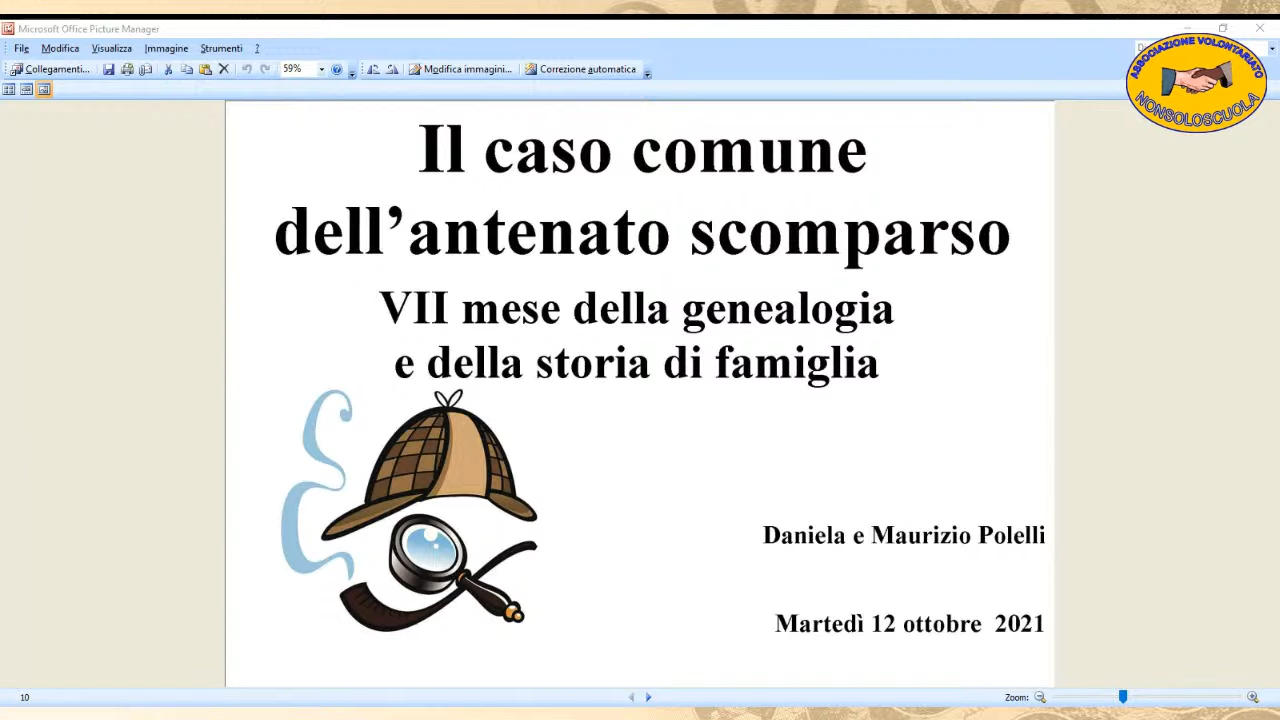 Microsoft Office Picture Manager
File Modifica Visualizza Immagine Strumenti ?
Collegamenti... 59% Modifica immagini... Correzione automatica
ASSOCIAZIONE VOLONTARIATO
NONSOLOSCUOLA
Il caso comune
dell’antenato scomparso
VII mese della genealogia
e della storia di famiglia
Daniela e Maurizio Polelli
Martedì 12 ottobre 2021
10 Zoom: